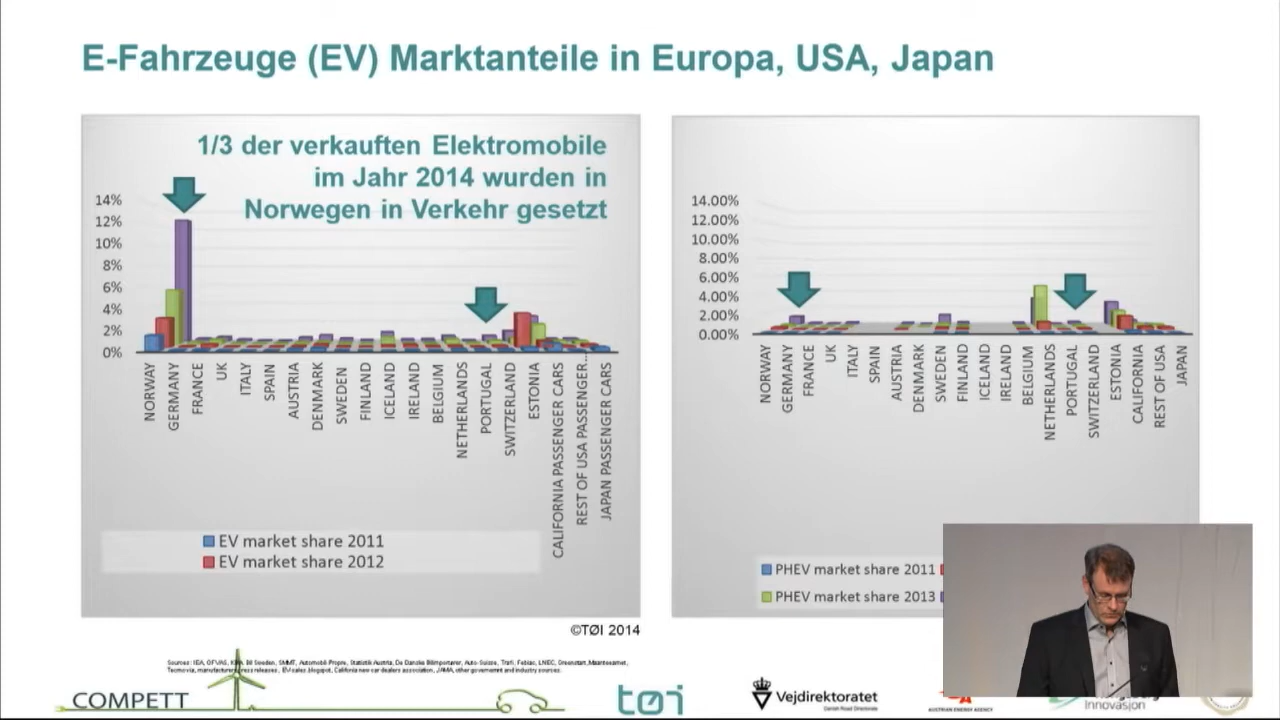 E-Fahrzeuge (EV) Marktanteile in Europa, USA, Japan
1/3 der verkauften Elektromobile
im Jahr 2014 wurden in
Norwegen in Verkehr gesetzt
14%
12%
10%
8%
6%
4%
2%
0%
NORWAY
GERMANY
FRANCE
UK
ITALY
SPAIN
AUSTRIA
DENMARK
SWEDEN
FINLAND
ICELAND
IRELAND
BELGIUM
NETHERLANDS
PORTUGAL
SWITZERLAND
ESTONIA
CALIFORNIA PASSENGER CARS
REST OF USA PASSENGER...
JAPAN PASSENGER CARS
EV market share 2011
EV market share 2012
14.00%
12.00%
10.00%
8.00%
6.00%
4.00%
2.00%
0.00%
NORWAY
GERMANY
FRANCE
UK
ITALY
SPAIN
AUSTRIA
DENMARK
SWEDEN
FINLAND
ICELAND
IRELAND
BELGIUM
NETHERLANDS
PORTUGAL
SWITZERLAND
ESTONIA
CALIFORNIA
REST OF USA
JAPAN
PHEV market share 2011
PHEV market share 2013
©TØI 2014
COMPETT
tøi
Vejdirektoratet
Danish Road Directorate
AUSTRIAN ENERGY AGENCY
Innovasjon